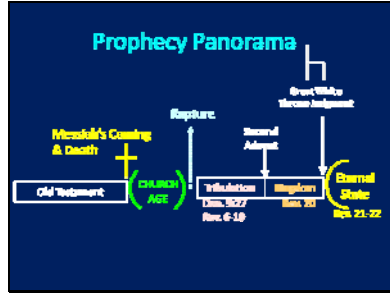 Prophecy Panorama
Great White
Throne Judgment
Rapture
Second
Advent
Messiah's Coming
& Death
Old Testament
CHURCH
AGE
Tribulation
Kingdom
Eternal
State
Dan. 9:27
Rev. 6-19
Rev. 20
Rev. 21-22